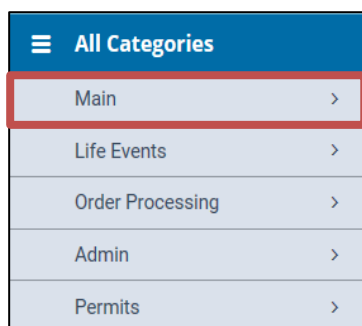 All Categories
Main
Life Events
Order Processing
Admin
Permits